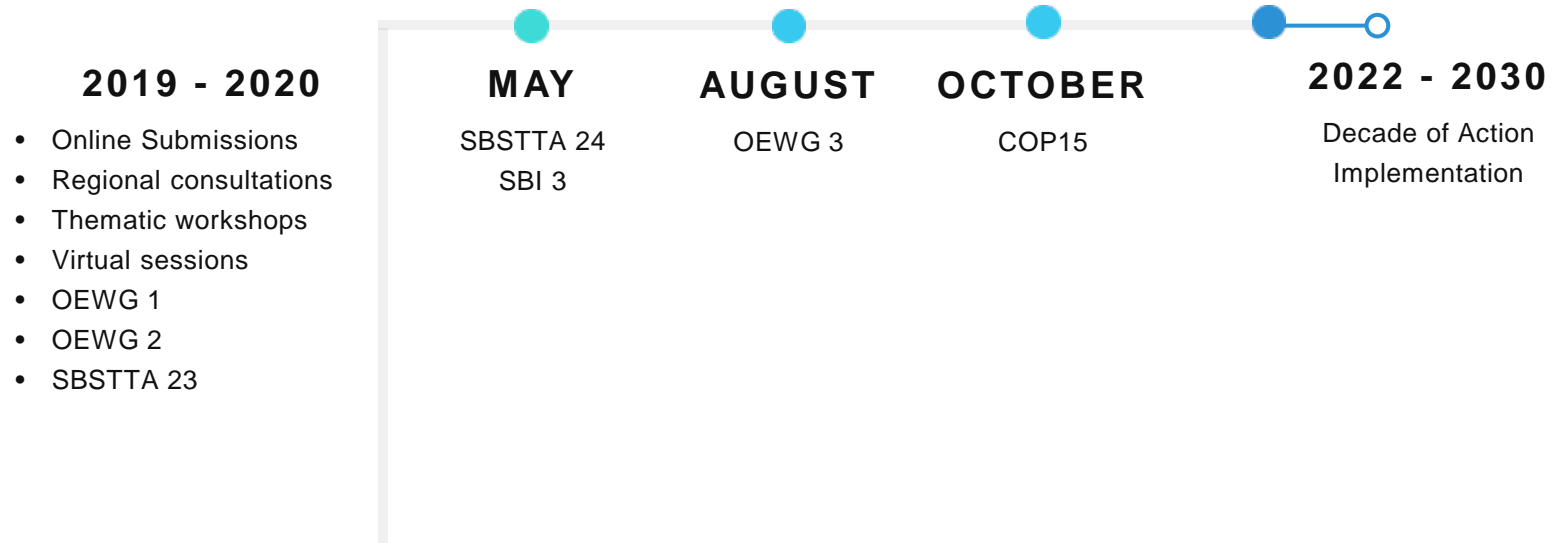 2019 - 2020
• Online Submissions
• Regional consultations
• Thematic workshops
• Virtual sessions
• OEWG 1
• OEWG 2
• SBSTTA 23
MAY
SBSTTA 24
SBI 3
AUGUST
OEWG 3
OCTOBER
COP15
2022 - 2030
Decade of Action
Implementation